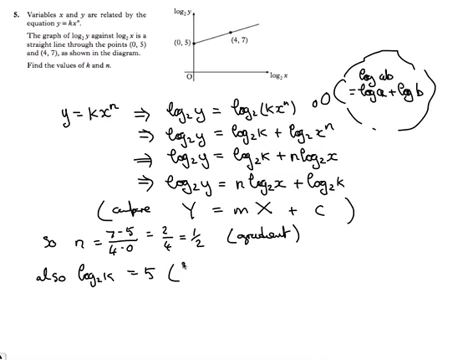 5. Variables x and y are related by the
equation y = kxⁿ.
The graph of log₂ y against log₂ x is a
straight line through the points (0, 5)
and (4, 7), as shown in the diagram.
Find the values of k and n.
log₂ y
(0, 5)
(4, 7)
O
log₂ x
log ab
= log a + log b
y = kxⁿ ⇒ log₂y = log₂(kxⁿ)
⇒ log₂y = log₂k + log₂xⁿ
⇒ log₂y = log₂k + nlog₂x
⇒ log₂y = n log₂x + log₂k
(compare Y = m X + c )
so n = 7-5/4-0 = 2/4 = 1/2 (gradient)
also log₂k = 5 (